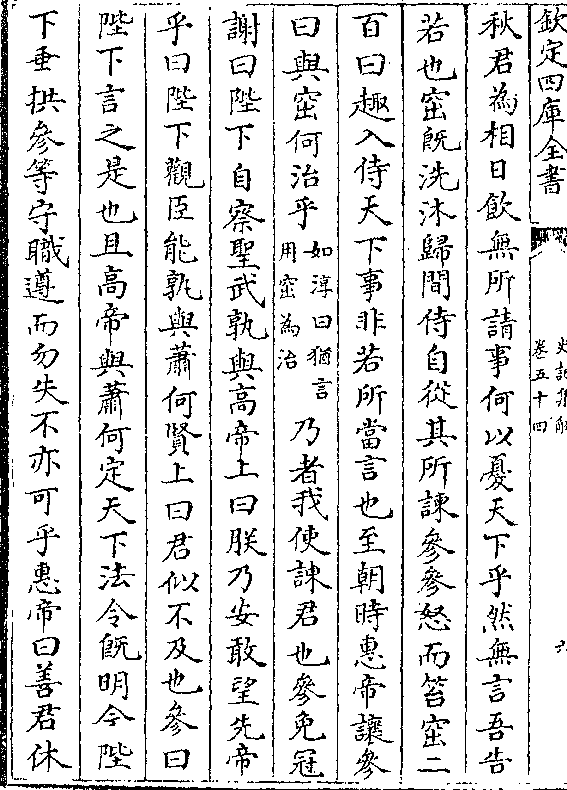 欽定四庫全書
史記集解
卷五十四
六
秋君為相日飲無所請事何以憂天下乎然無言吾告
若也窋既洗沐歸閒侍自從其所諫參參怒而笞窋二
百曰趣入侍天下事非若所當言也至朝時惠帝讓參
曰與窋何治乎如淳曰猶言用窋為治乃者我使諫君也參免冠
謝曰陛下自察聖武孰與高帝上曰朕乃安敢望先帝
乎曰陛下觀臣能孰與蕭何賢上曰君似不及也參曰
陛下言之是也且高帝與蕭何定天下法令既明今陛
下垂拱參等守職遵而勿失不亦可乎惠帝曰善君休